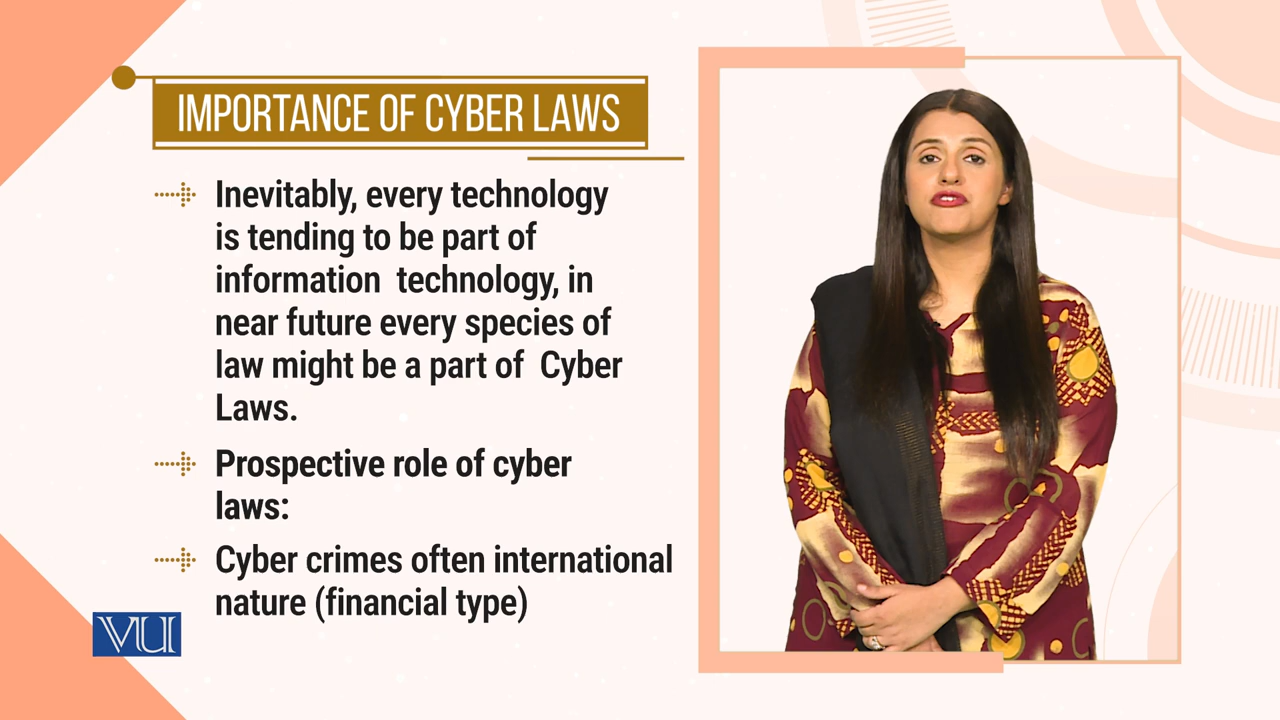 IMPORTANCE OF CYBER LAWS
Inevitably, every technology
is tending to be part of
information technology, in
near future every species of
law might be a part of Cyber
Laws.
Prospective role of cyber
laws:
Cyber crimes often international
nature (financial type)
VU